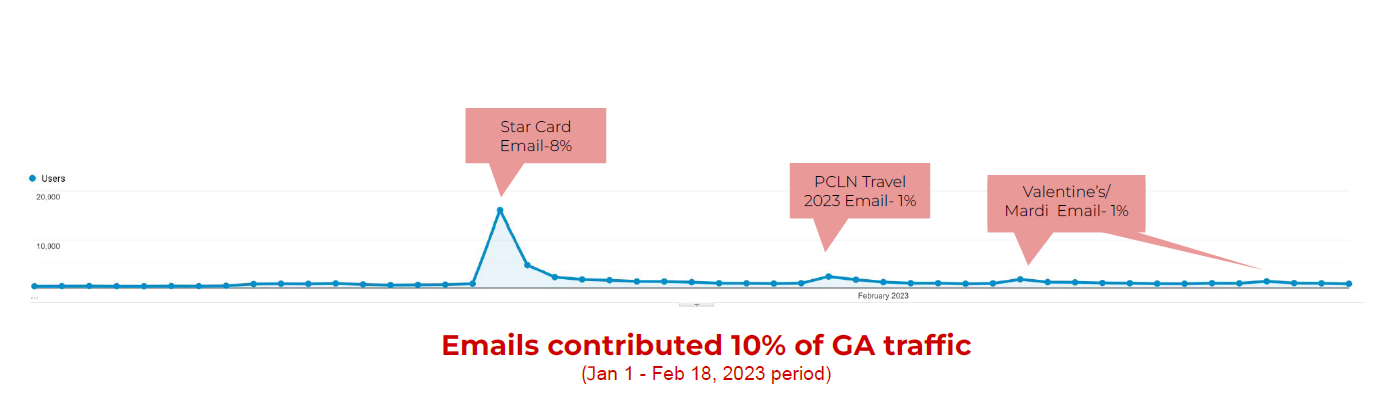 Star Card
Email-8%
PCLN Travel
2023 Email- 1%
Valentine's/
Mardi Email- 1%
Users
20,000
10,000
...
February 2023
Emails contributed 10% of GA traffic
(Jan 1 - Feb 18, 2023 period)